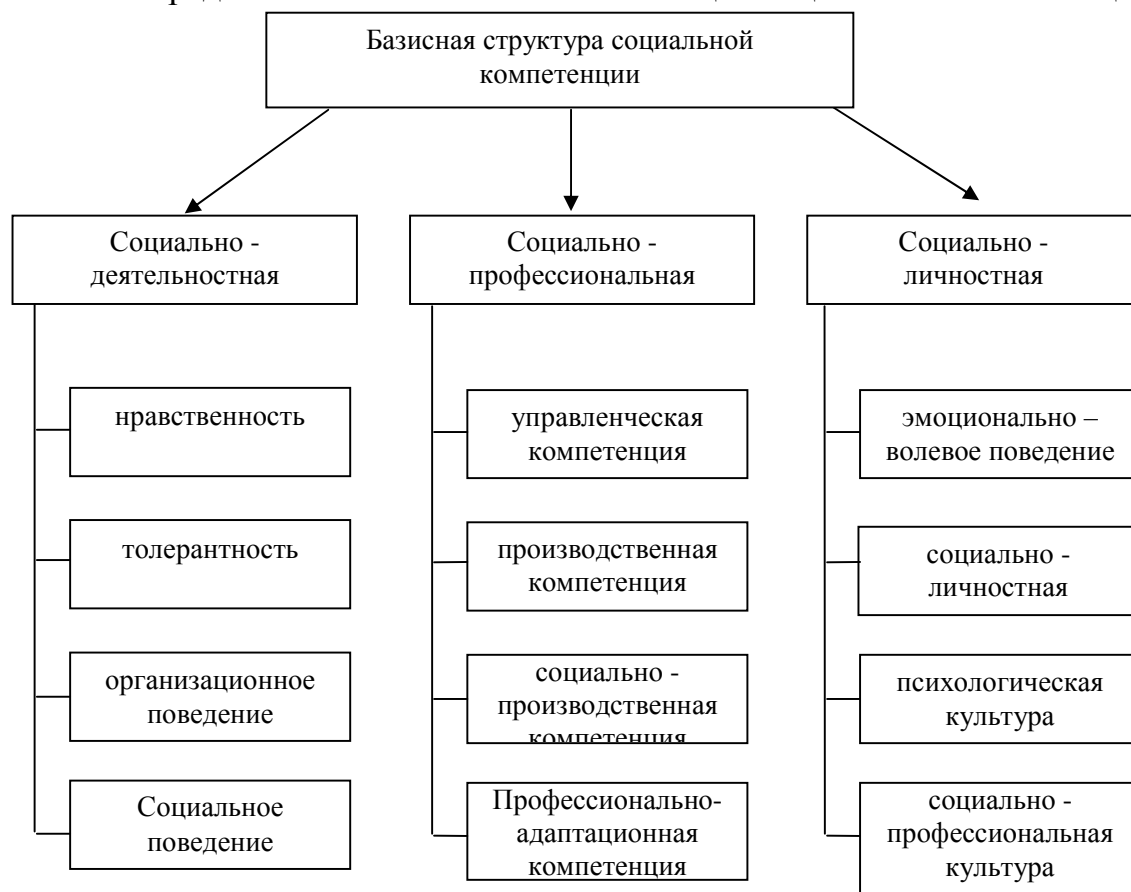 Базисная структура социальной
компетенции
Социально -
деятельностная
Социально -
профессиональная
Социально -
личностная
нравственность
толерантность
организационное
поведение
Социальное
поведение
управленческая
компетенция
производственная
компетенция
социально -
производственная
компетенция
Профессионально-
адаптационная
компетенция
эмоционально –
волевое поведение
социально -
личностная
психологическая
культура
социально -
профессиональная
культура